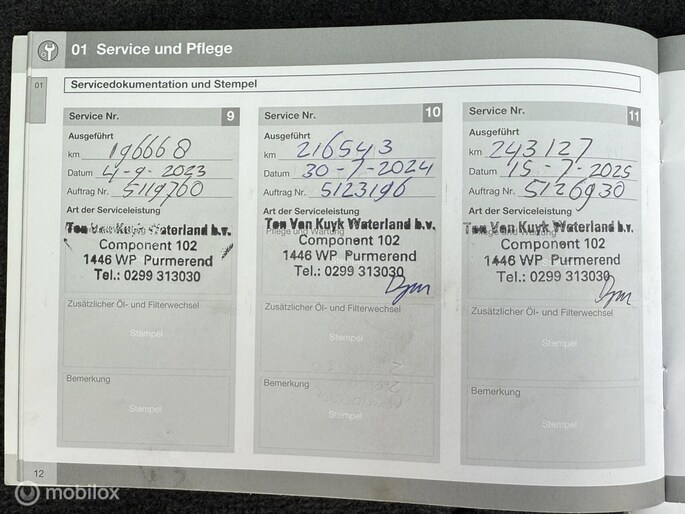 01 Service und Pflege
01
Servicedokumentation und Stempel
Service Nr. 9
Ausgeführt
km 196668
Datum 4-9-2023
Auftrag Nr. 5119760
Art der Serviceleistung
Ton Van Kuyk Waterland b.v.
Component 102
1446 WP Purmerend
Tel.: 0299 313030
Zusätzlicher Öl- und Filterwechsel
Stempel
Bemerkung
Stempel
Service Nr. 10
Ausgeführt
km 216543
Datum 30-7-2024
Auftrag Nr. 5123196
Art der Serviceleistung
Pflege und Wartung
Ton Van Kuyk Waterland b.v.
Component 102
1446 WP Purmerend
Tel.: 0299 313030
Zusätzlicher Öl- und Filterwechsel
Stempel
Bemerkung
Stempel
Service Nr. 11
Ausgeführt
km 243127
Datum 15-7-2025
Auftrag Nr. 5126930
Art der Serviceleistung
Pflege und Wartung
Ton Van Kuyk Waterland b.v.
Component 102
1446 WP Purmerend
Tel.: 0299 313030
Zusätzlicher Öl- und Filterwechsel
Stempel
Bemerkung
Stempel
12
mobilox